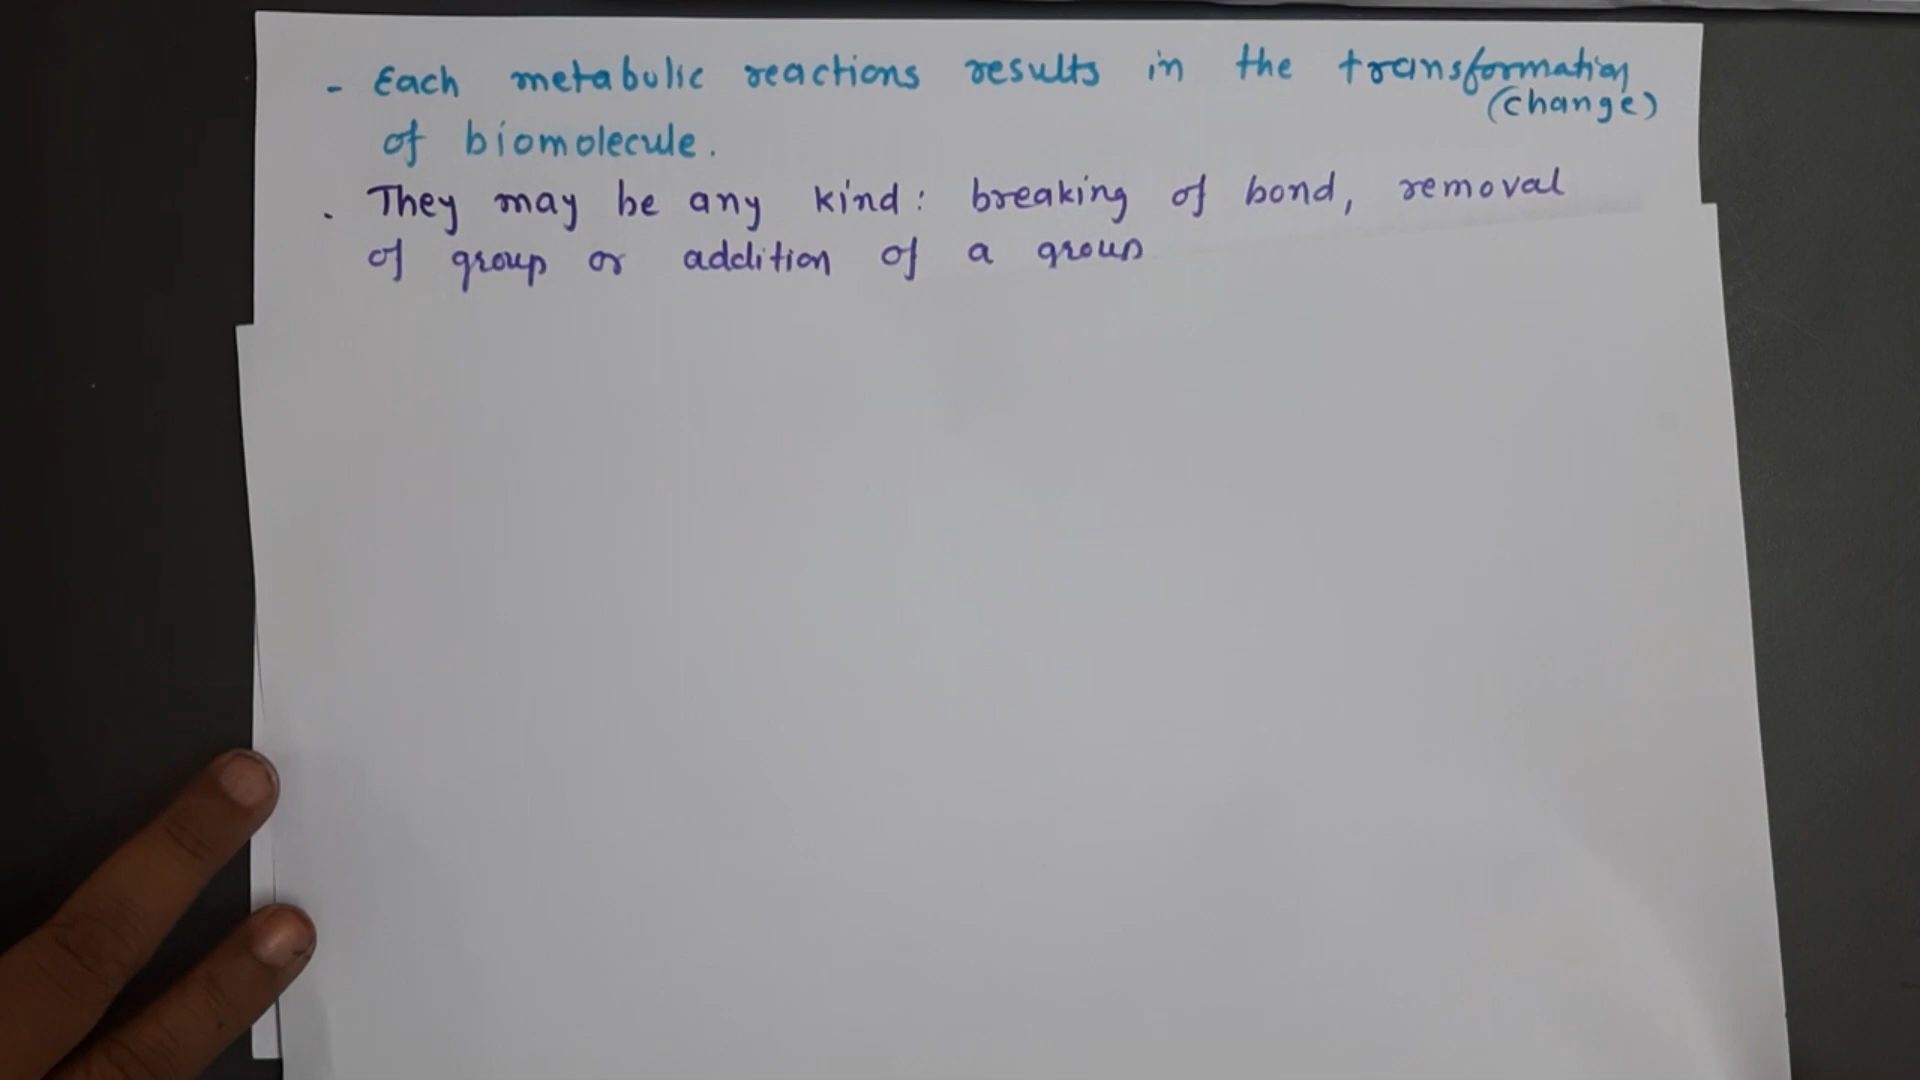 - Each metabolic reactions results in the transformation
(change)
of biomolecule.
. They may be any kind: breaking of bond, removal
of group or addition of a group